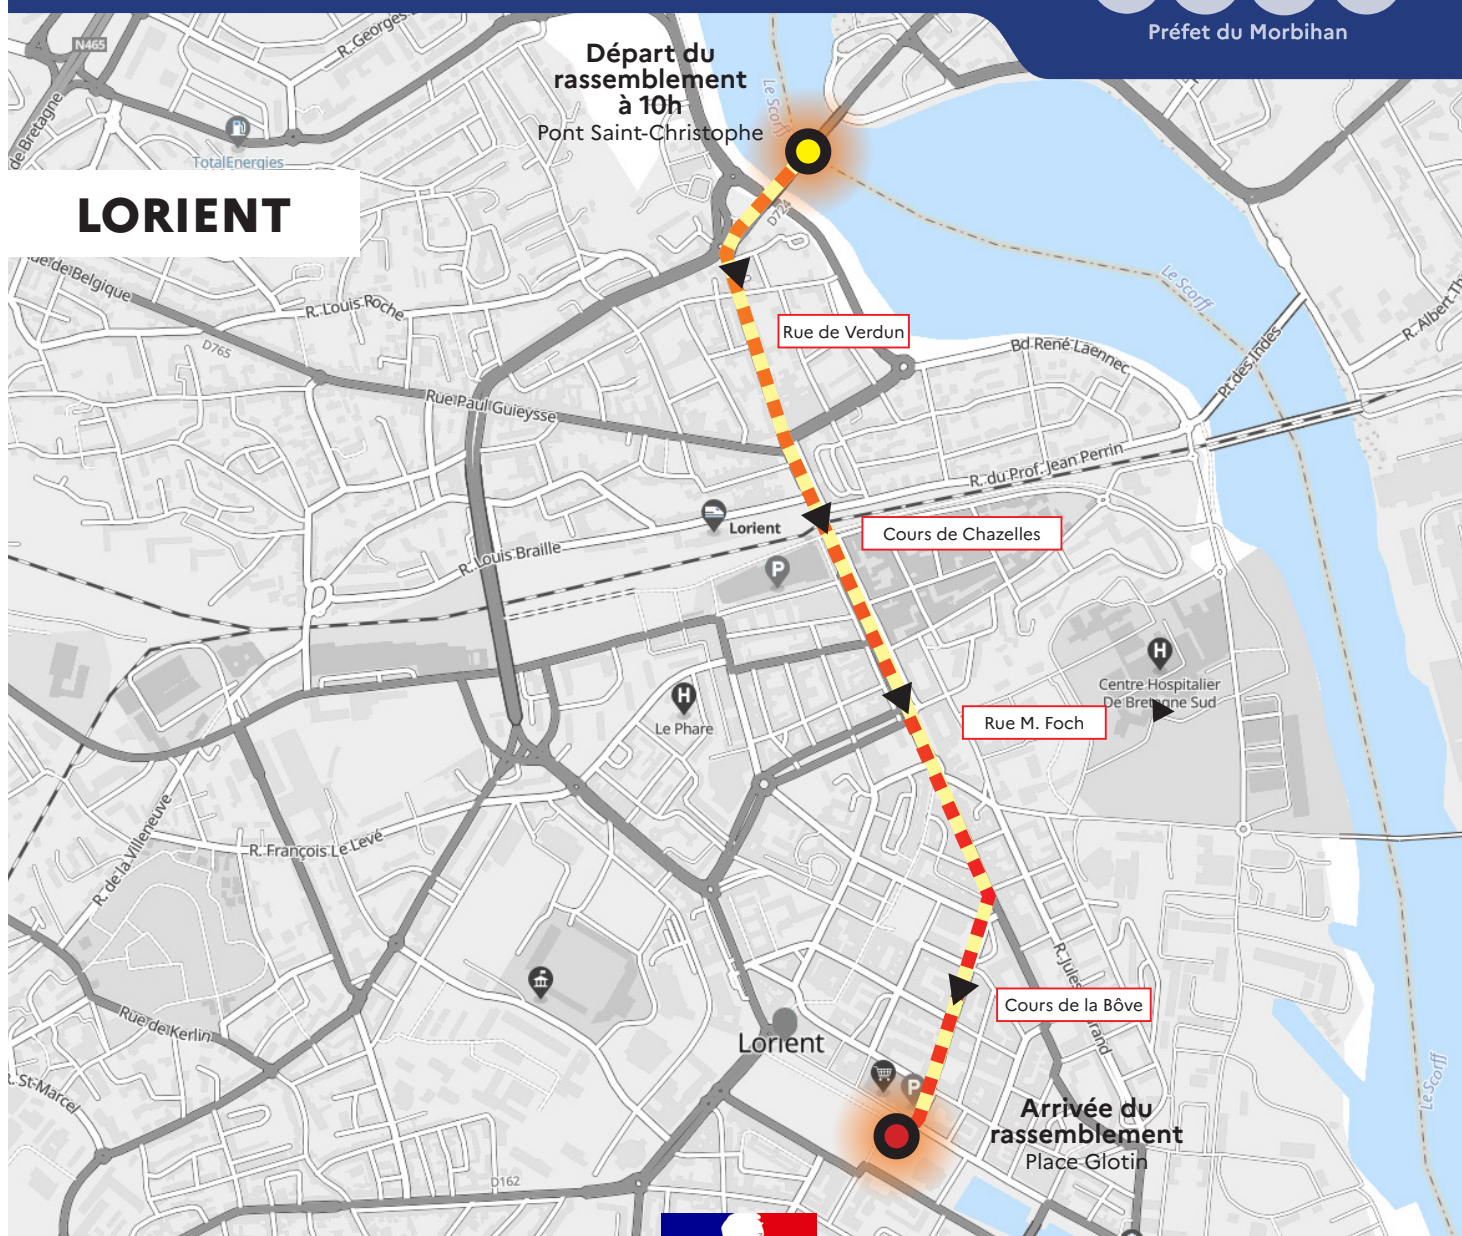 Préfet du Morbihan
N465
R. Georges
Départ du
rassemblement
à 10h
Pont Saint-Christophe
Le Scorff
de Bretagne
TotalEnergies
LORIENT
D724
Rue de Belgique
R. Louis Roche
D765
Le Scorff
R. Albert Th
Rue de Verdun
Bd René Laennec
Pt des Indes
Rue Paul Guieysse
R. du Prof. Jean Perrin
Lorient
Cours de Chazelles
R. Louis Braille
P
H
Centre Hospitalier
De Bretagne Sud
H
Le Phare
Rue M. Foch
R. de la Villeneuve
R. François Le Levé
R. Jules
rand
Cours de la Bôve
Rue de Kerlin
Lorient
R. St-Marcel
P
Le Scorff
Arrivée du
rassemblement
Place Glotin
D162